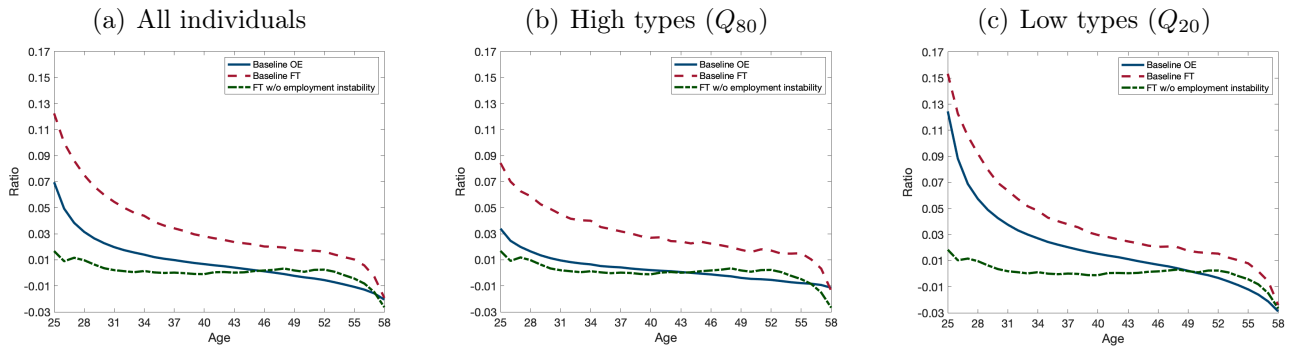 (a) All individuals
(b) High types (Q80)
(c) Low types (Q20)
0.17
0.15
0.13
0.11
0.09
0.07
0.05
0.03
0.01
-0.01
-0.03
Ratio
Baseline OE
Baseline FT
FT w/o employment instability
25 28 31 34 37 40 43 46 49 52 55 58
Age
0.17
0.15
0.13
0.11
0.09
0.07
0.05
0.03
0.01
-0.01
-0.03
Ratio
Baseline OE
Baseline FT
FT w/o employment instability
25 28 31 34 37 40 43 46 49 52 55 58
Age
0.17
0.15
0.13
0.11
0.09
0.07
0.05
0.03
0.01
-0.01
-0.03
Ratio
Baseline OE
Baseline FT
FT w/o employment instability
25 28 31 34 37 40 43 46 49 52 55 58
Age